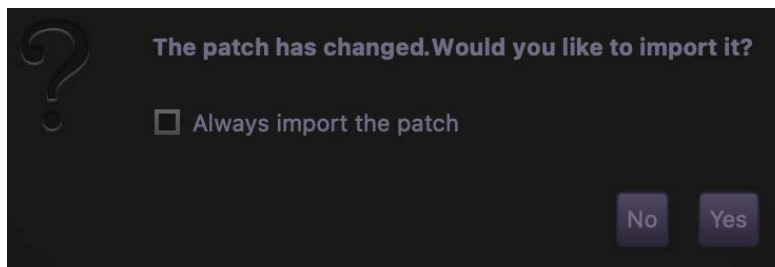 The patch has changed.Would you like to import it?
Always import the patch
No Yes